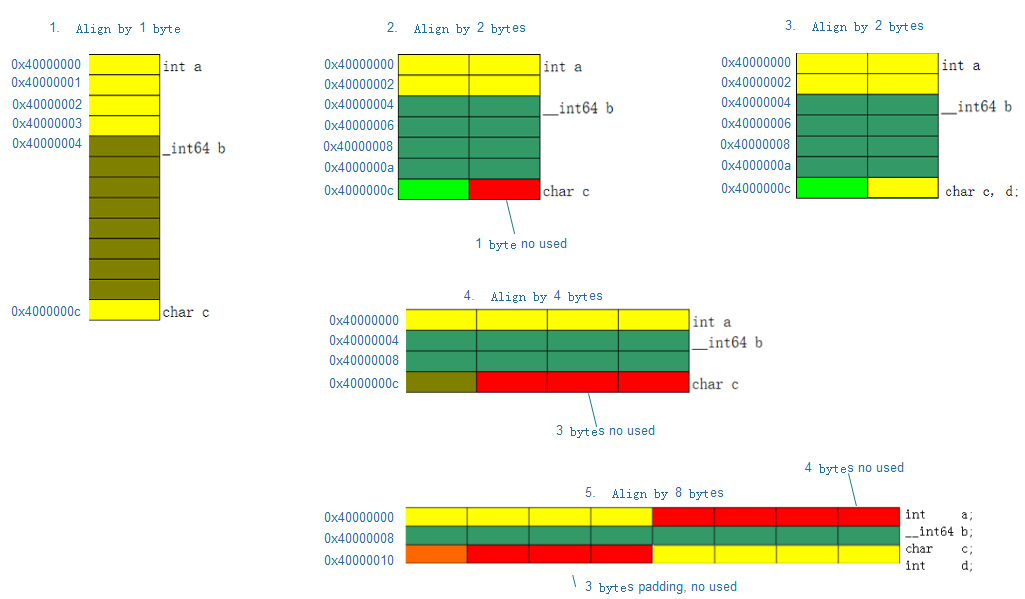 1. Align by 1 byte
0x40000000
int a
0x40000001
0x40000002
0x40000003
0x40000004
_int64 b
0x4000000c
char c
2. Align by 2 bytes
0x40000000
int a
0x40000002
0x40000004
__int64 b
0x40000006
0x40000008
0x4000000a
0x4000000c
char c
1 byte no used
3. Align by 2 bytes
0x40000000
int a
0x40000002
0x40000004
__int64 b
0x40000006
0x40000008
0x4000000a
0x4000000c
char c, d;
4. Align by 4 bytes
0x40000000
int a
0x40000004
__int64 b
0x40000008
0x4000000c
char c
3 bytes no used
4 bytes no used
5. Align by 8 bytes
0x40000000
int a;
0x40000008
__int64 b;
char c;
0x40000010
int d;
3 bytes padding, no used